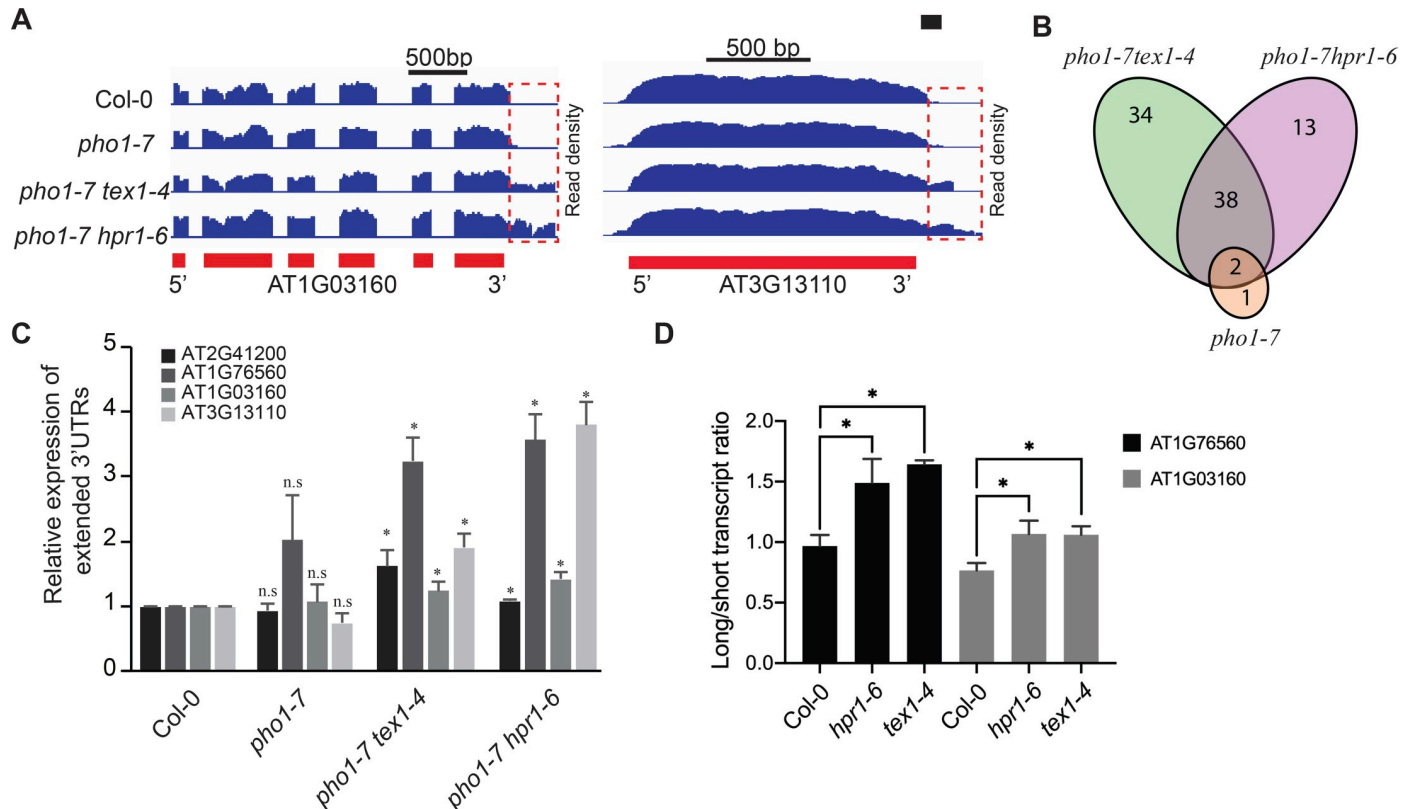 A
500bp
500 bp
Col-0
pho1-7
pho1-7 tex1-4
pho1-7 hpr1-6
Read density
Read density
5’
AT1G03160
3’
5’
AT3G13110
3’
B
pho1-7tex1-4
pho1-7hpr1-6
34
13
38
2
1
pho1-7
C
Relative expression of
extended 3’UTRs
5
4
3
2
1
0
AT2G41200
AT1G76560
AT1G03160
AT3G13110
n.s
n.s
n.s
n.s
*
*
*
*
*
*
*
*
Col-0
pho1-7
pho1-7 tex1-4
pho1-7 hpr1-6
D
Long/short transcript ratio
2.0
1.5
1.0
0.5
0.0
*
*
*
*
AT1G76560
AT1G03160
Col-0
hpr1-6
tex1-4
Col-0
hpr1-6
tex1-4